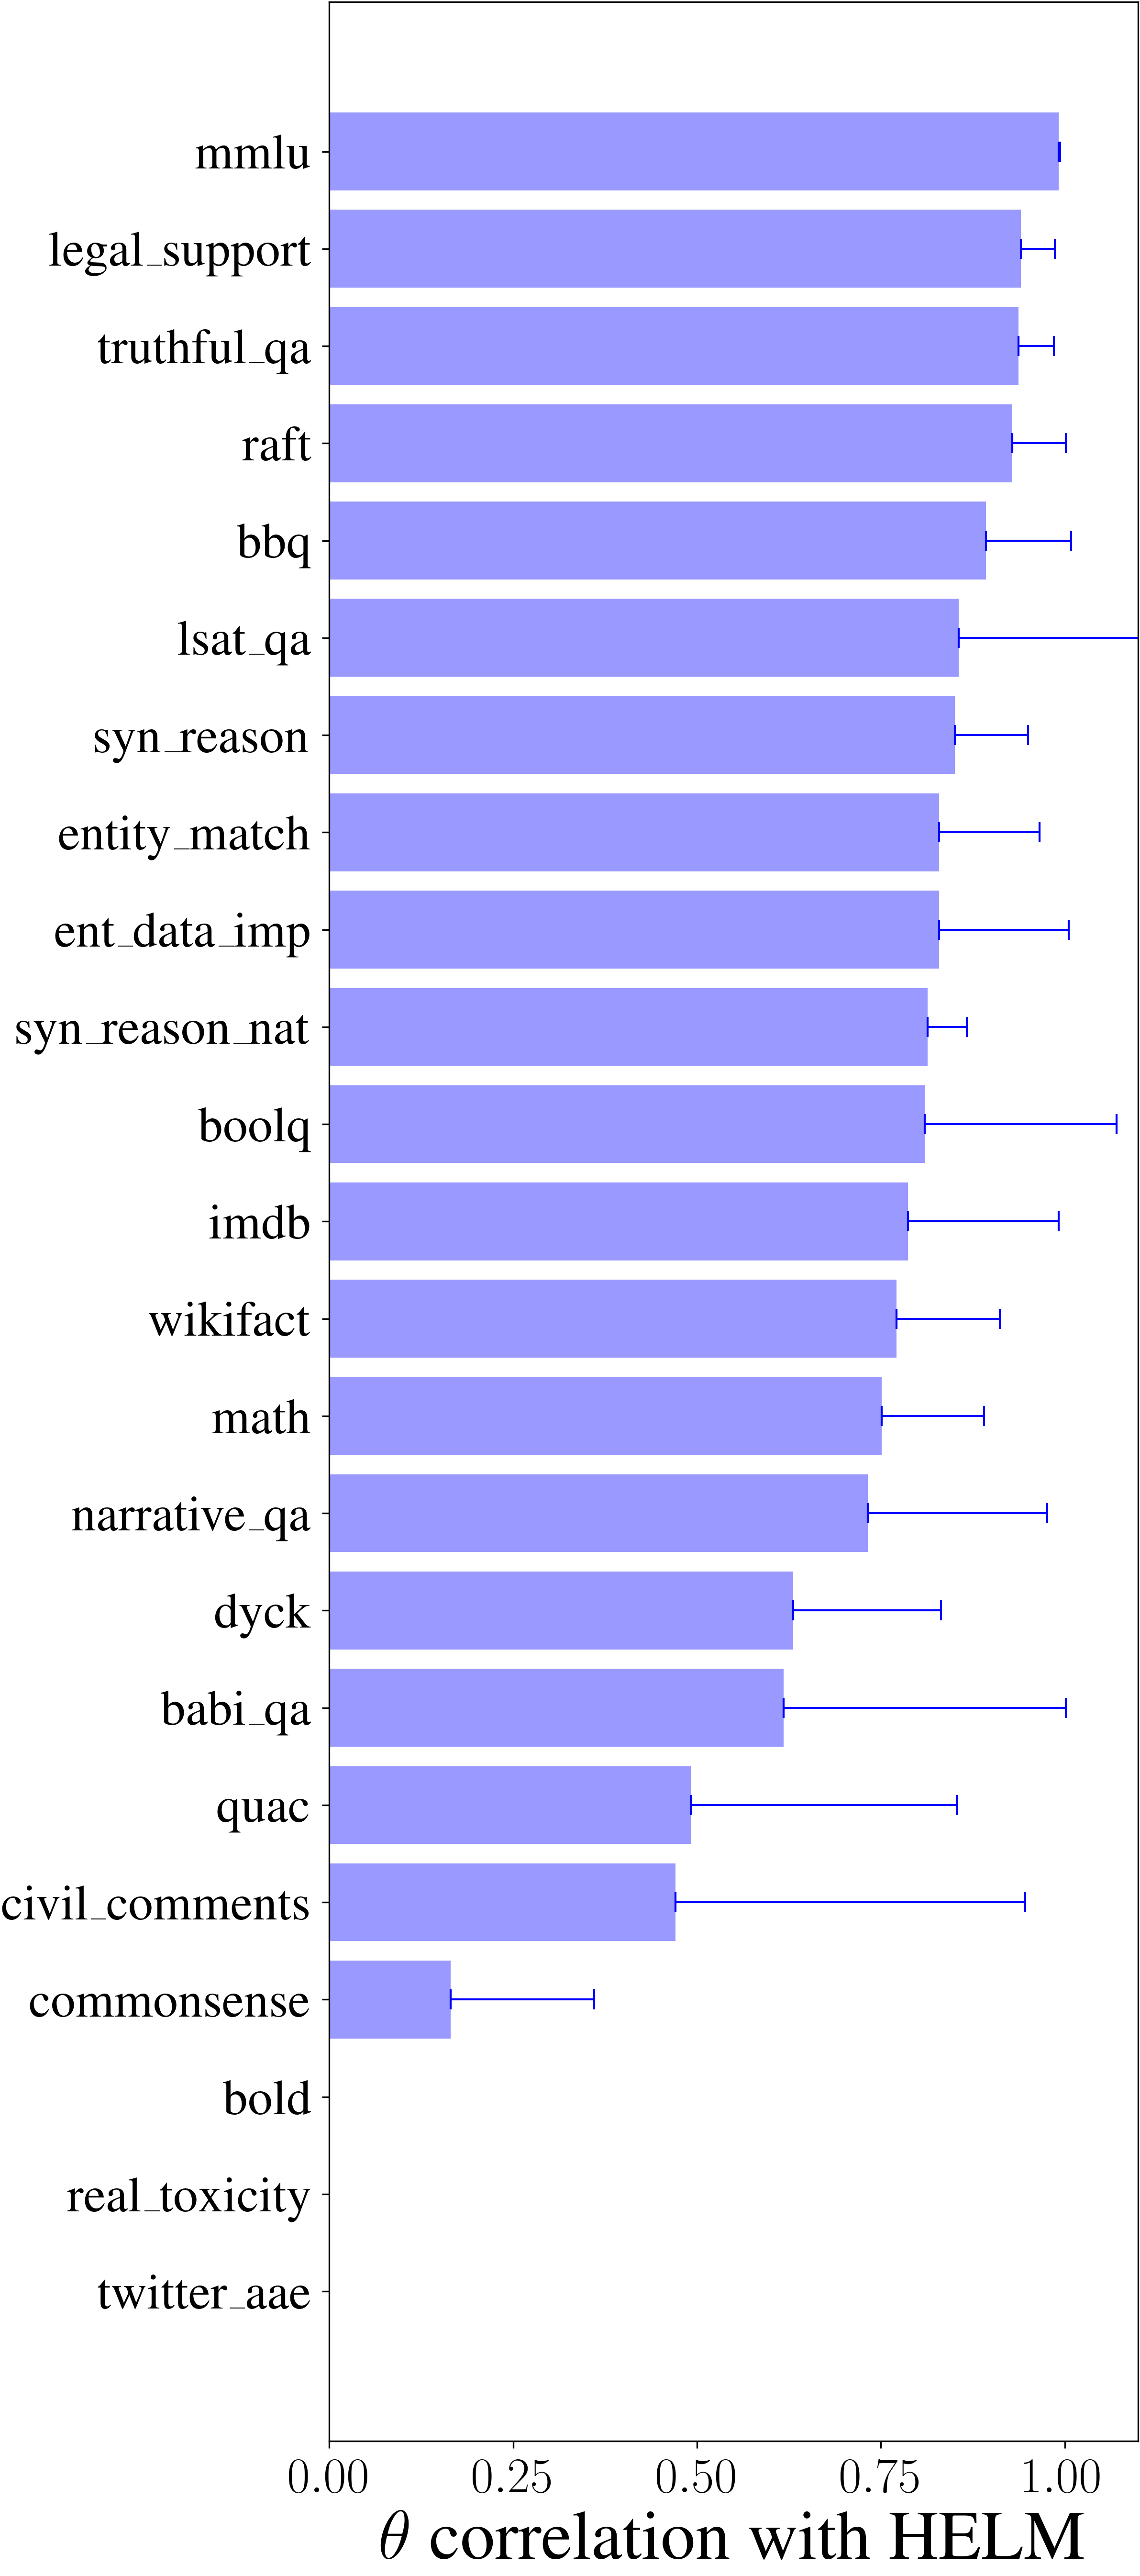 mmlu
legal_support
truthful_qa
raft
bbq
lsat_qa
syn_reason
entity_match
ent_data_imp
syn_reason_nat
boolq
imdb
wikifact
math
narrative_qa
dyck
babi_qa
quac
civil_comments
commonsense
bold
real_toxicity
twitter_aae
0.00 0.25 0.50 0.75 1.00
θ correlation with HELM